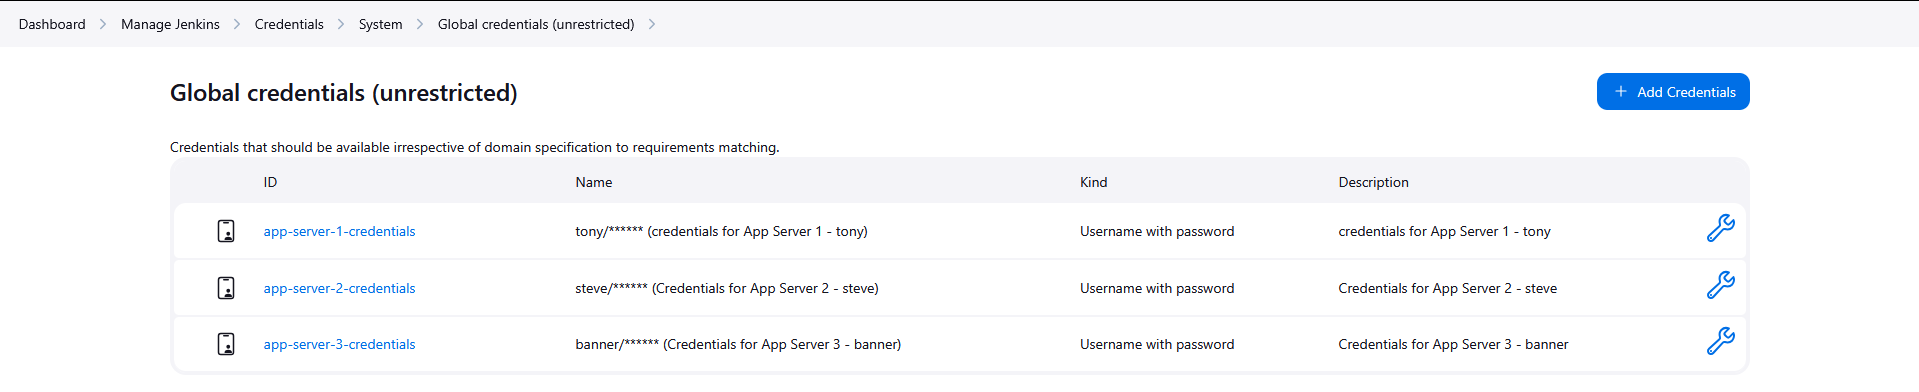 Dashboard > Manage Jenkins > Credentials > System > Global credentials (unrestricted) >
Global credentials (unrestricted)
+ Add Credentials
Credentials that should be available irrespective of domain specification to requirements matching.
ID Name Kind Description
app-server-1-credentials tony/****** (credentials for App Server 1 - tony) Username with password credentials for App Server 1 - tony
app-server-2-credentials steve/****** (Credentials for App Server 2 - steve) Username with password Credentials for App Server 2 - steve
app-server-3-credentials banner/****** (Credentials for App Server 3 - banner) Username with password Credentials for App Server 3 - banner